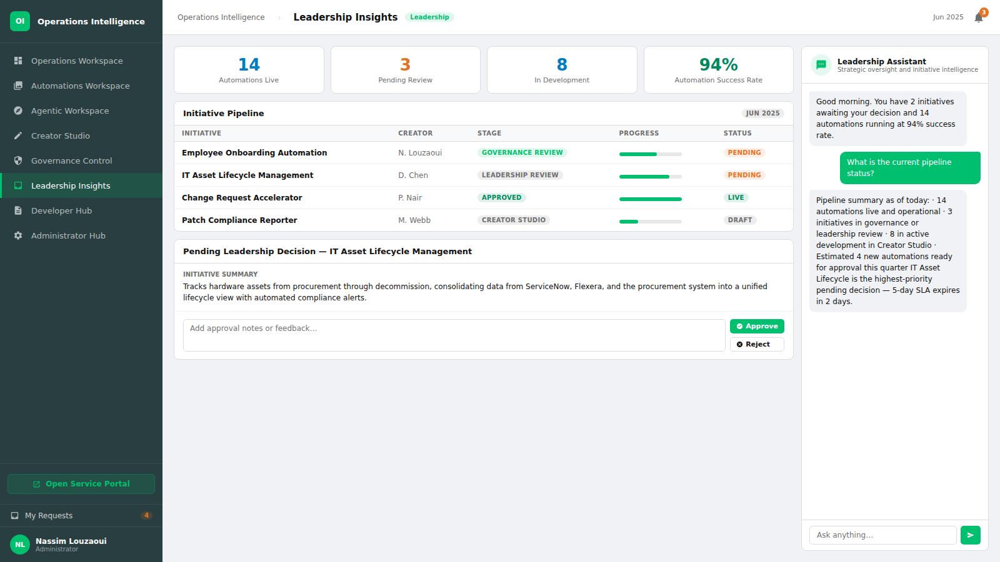 OI
Operations Intelligence
Operations Workspace
Automations Workspace
Agentic Workspace
Creator Studio
Governance Control
Leadership Insights
Developer Hub
Administrator Hub
Open Service Portal
My Requests
4
NL
Nassim Louzaoui
Administrator
Operations Intelligence › Leadership Insights Leadership
Jun 2025
3
14
Automations Live
3
Pending Review
8
In Development
94%
Automation Success Rate
Initiative Pipeline
JUN 2025
INITIATIVE CREATOR STAGE PROGRESS STATUS
Employee Onboarding Automation N. Louzaoui GOVERNANCE REVIEW PENDING
IT Asset Lifecycle Management D. Chen LEADERSHIP REVIEW PENDING
Change Request Accelerator P. Nair APPROVED LIVE
Patch Compliance Reporter M. Webb CREATOR STUDIO DRAFT
Pending Leadership Decision — IT Asset Lifecycle Management
INITIATIVE SUMMARY
Tracks hardware assets from procurement through decommission, consolidating data from ServiceNow, Flexera, and the procurement system into a unified
lifecycle view with automated compliance alerts.
Add approval notes or feedback...
Approve
Reject
Leadership Assistant
Strategic oversight and initiative intelligence
Good morning. You have 2 initiatives
awaiting your decision and 14
automations running at 94% success
rate.
What is the current pipeline
status?
Pipeline summary as of today: · 14
automations live and operational · 3
initiatives in governance or
leadership review · 8 in active
development in Creator Studio ·
Estimated 4 new automations ready
for approval this quarter IT Asset
Lifecycle is the highest-priority
pending decision — 5-day SLA expires
in 2 days.
Ask anything...